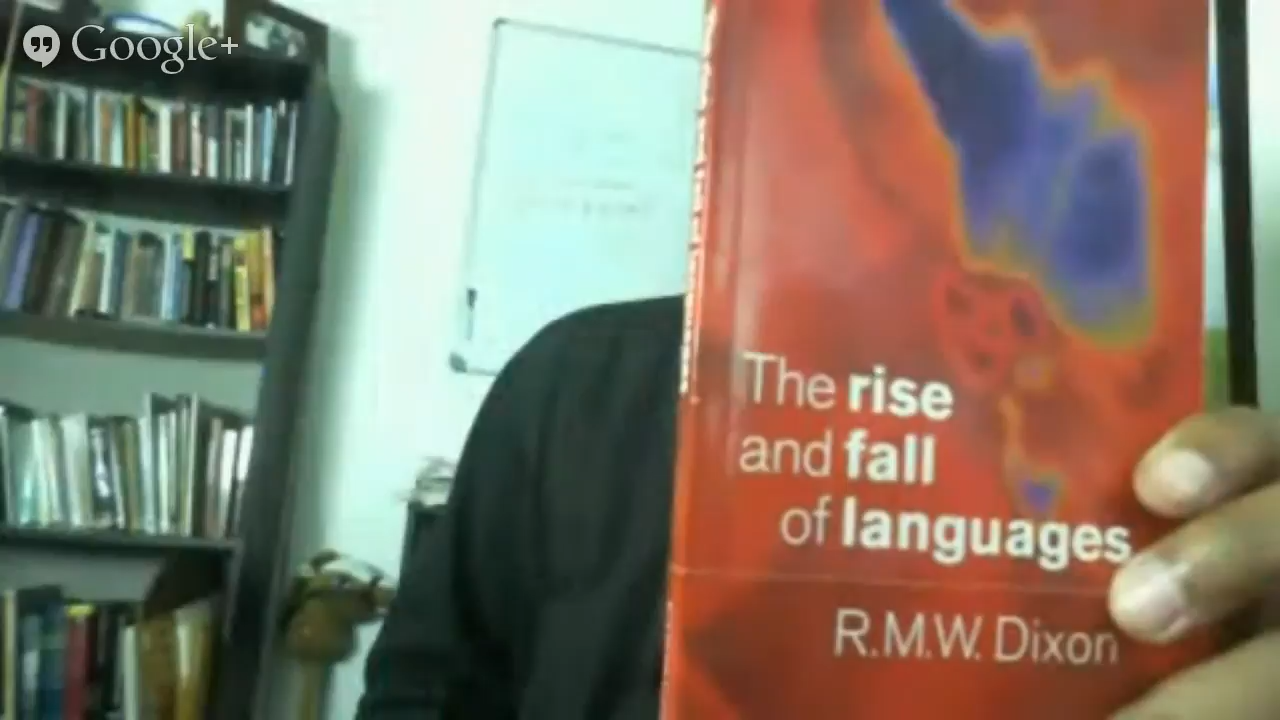 Google+
The rise
and fall
of languages
R.M.W. Dixon